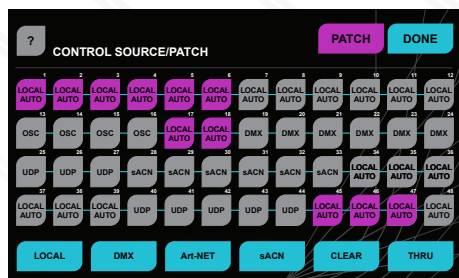 ? CONTROL SOURCE/PATCH PATCH DONE
1 2 3 4 5 6 7 8 9 10 11 12
LOCAL AUTO LOCAL AUTO LOCAL AUTO LOCAL AUTO LOCAL AUTO LOCAL AUTO LOCAL AUTO LOCAL AUTO LOCAL AUTO LOCAL AUTO LOCAL AUTO LOCAL AUTO
13 14 15 16 17 18 19 20 21 22 23 24
OSC OSC OSC OSC LOCAL AUTO LOCAL AUTO DMX DMX DMX DMX DMX DMX
25 26 27 28 29 30 31 32 33 34 35 36
UDP UDP UDP sACN sACN sACN sACN sACN sACN LOCAL AUTO LOCAL AUTO LOCAL AUTO
37 38 39 40 41 42 43 44 45 46 47 48
LOCAL AUTO LOCAL AUTO LOCAL AUTO UDP UDP UDP UDP UDP LOCAL AUTO LOCAL AUTO LOCAL AUTO LOCAL AUTO
LOCAL DMX Art-NET sACN CLEAR THRU